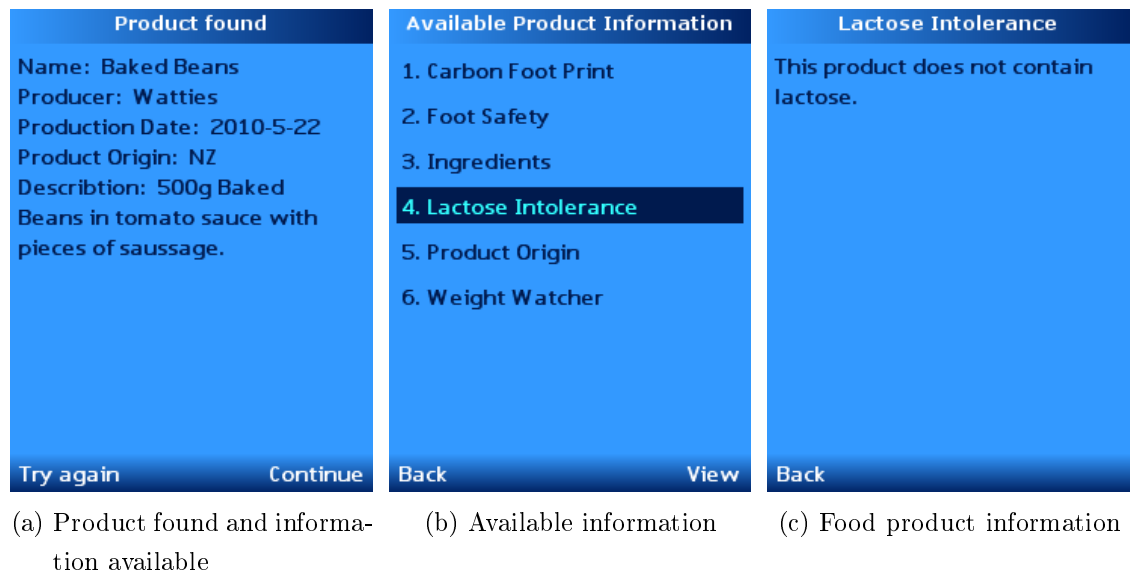 Product found
Name: Baked Beans
Producer: Watties
Production Date: 2010-5-22
Product Origin: NZ
Describtion: 500g Baked
Beans in tomato sauce with
pieces of saussage.
Try again
Continue
(a) Product found and informa-
tion available
Available Product Information
1. Carbon Foot Print
2. Foot Safety
3. Ingredients
4. Lactose Intolerance
5. Product Origin
6. Weight Watcher
Back
View
(b) Available information
Lactose Intolerance
This product does not contain
lactose.
Back
(c) Food product information